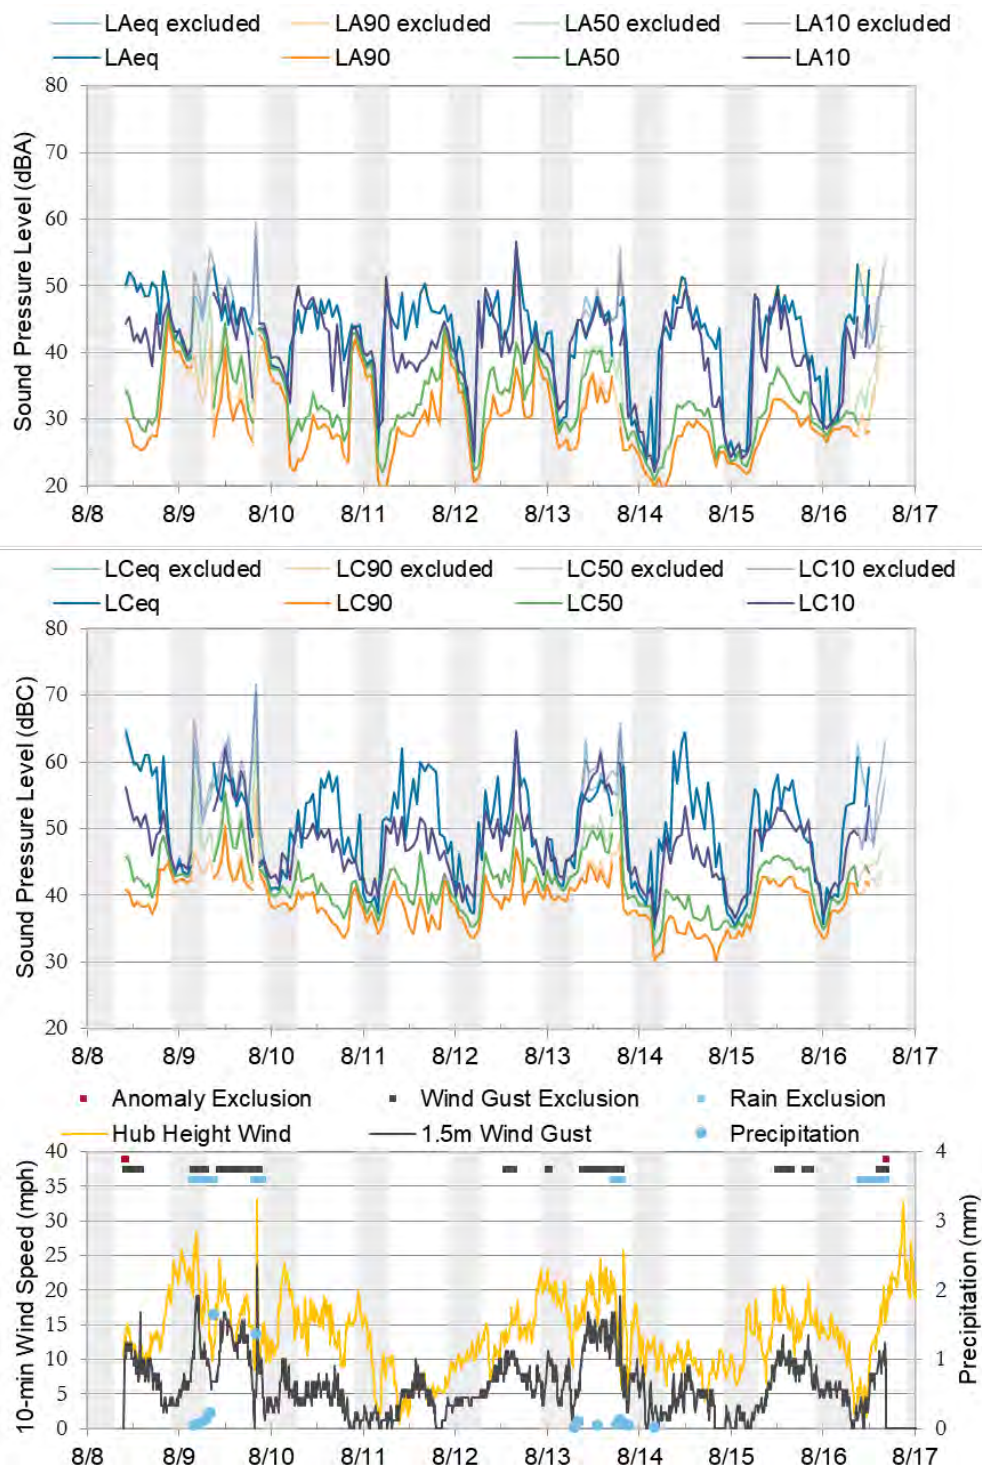 LAeq excluded LA90 excluded LA50 excluded LA10 excluded
LAeq LA90 LA50 LA10
Sound Pressure Level (dBA)
80
70
60
50
40
30
20
8/8 8/9 8/10 8/11 8/12 8/13 8/14 8/15 8/16 8/17
LCeq excluded LC90 excluded LC50 excluded LC10 excluded
LCeq LC90 LC50 LC10
Sound Pressure Level (dBC)
80
70
60
50
40
30
20
8/8 8/9 8/10 8/11 8/12 8/13 8/14 8/15 8/16 8/17
Anomaly Exclusion Wind Gust Exclusion Rain Exclusion
Hub Height Wind 1.5m Wind Gust Precipitation
10-min Wind Speed (mph)
40 4
35
30 3
25
20 2
15
10 1
5
0 0
Precipitation (mm)
8/8 8/9 8/10 8/11 8/12 8/13 8/14 8/15 8/16 8/17